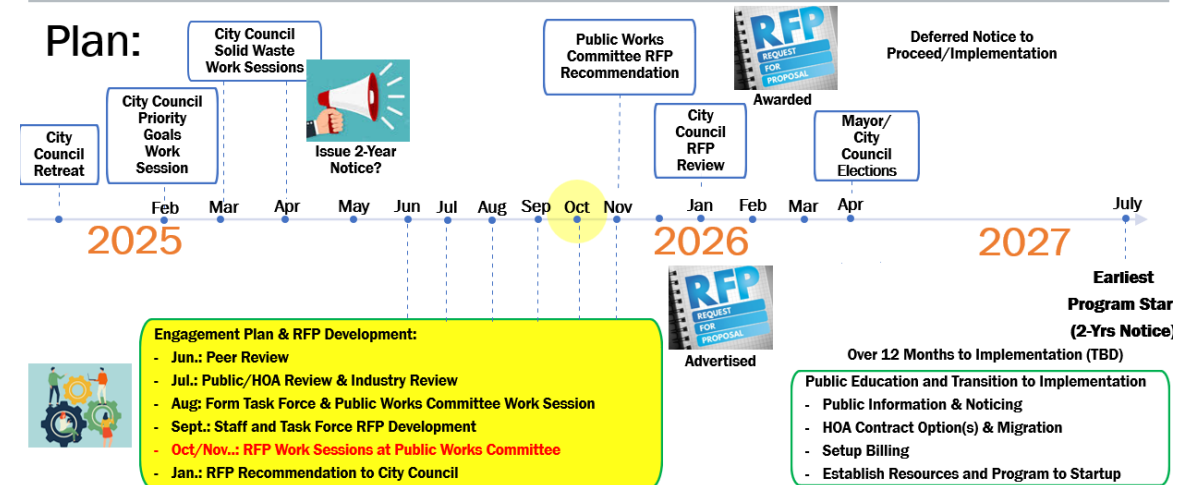 Plan:
City Council
Solid Waste
Work Sessions
City Council
Priority
Goals
Work
Session
City
Council
Retreat
Issue 2-Year
Notice?
Public Works
Committee RFP
Recommendation
RFP
REQUEST
FOR
PROPOSAL
Awarded
Deferred Notice to
Proceed/Implementation
City
Council
RFP
Review
Mayor/
City
Council
Elections
Feb
Mar
Apr
May
Jun
Jul
Aug
Sep
Oct
Nov
Jan
Feb
Mar
Apr
July
2025
2026
2027
RFP
REQUEST
FOR
PROPOSAL
Advertised
Earliest
Program Star
(2-Yrs Notice)
Over 12 Months to Implementation (TBD)
Engagement Plan & RFP Development:
- Jun.: Peer Review
- Jul.: Public/HOA Review & Industry Review
- Aug: Form Task Force & Public Works Committee Work Session
- Sept.: Staff and Task Force RFP Development
- Oct/Nov..: RFP Work Sessions at Public Works Committee
- Jan.: RFP Recommendation to City Council
Public Education and Transition to Implementation
- Public Information & Noticing
- HOA Contract Option(s) & Migration
- Setup Billing
- Establish Resources and Program to Startup